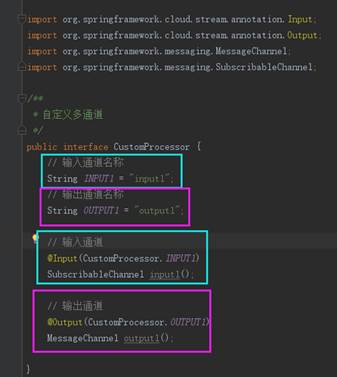 import org.springframework.cloud.stream.annotation.Input;
import org.springframework.cloud.stream.annotation.Output;
import org.springframework.messaging.MessageChannel;
import org.springframework.messaging.SubscribableChannel;
/**
* 自定义多通道
*/
public interface CustomProcessor {
// 输入通道名称
String INPUT1 = "input1";
// 输出通道名称
String OUTPUT1 = "output1";
// 输入通道
@Input(CustomProcessor.INPUT1)
SubscribableChannel input1();
// 输出通道
@Output(CustomProcessor.OUTPUT1)
MessageChannel output1();
}